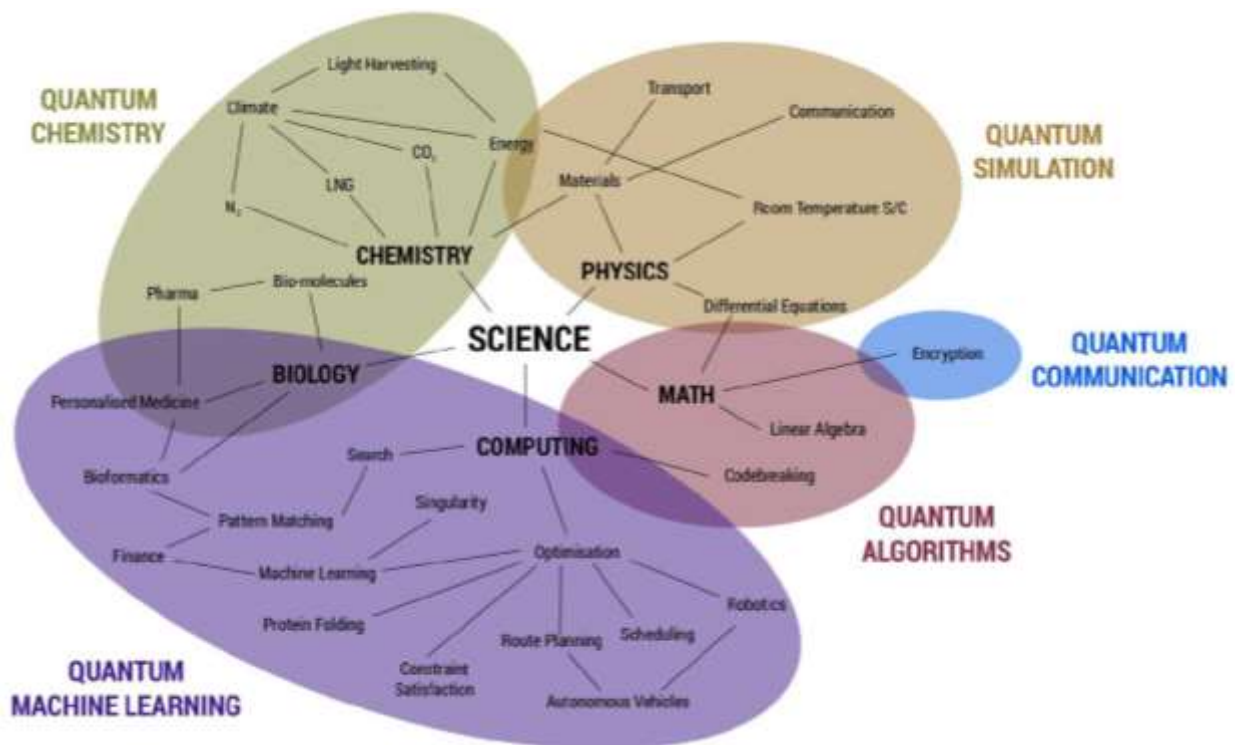 Light Harvesting
QUANTUM
CHEMISTRY
Climate
CO₂
Energy
LNG
N₂
CHEMISTRY
Transport
Communication
QUANTUM
SIMULATION
Materials
Room Temperature S/C
PHYSICS
Bio-molecules
Pharma
Differential Equations
SCIENCE
Encryption
QUANTUM
COMMUNICATION
BIOLOGY
MATH
Personalised Medicine
Linear Algebra
COMPUTING
Search
Codebreaking
Bioformatics
Singularity
Pattern Matching
QUANTUM
ALGORITHMS
Finance
Optimisation
Machine Learning
Robotics
Protein Folding
Route Planning
Scheduling
Constraint
Satisfaction
Autonomous Vehicles
QUANTUM
MACHINE LEARNING